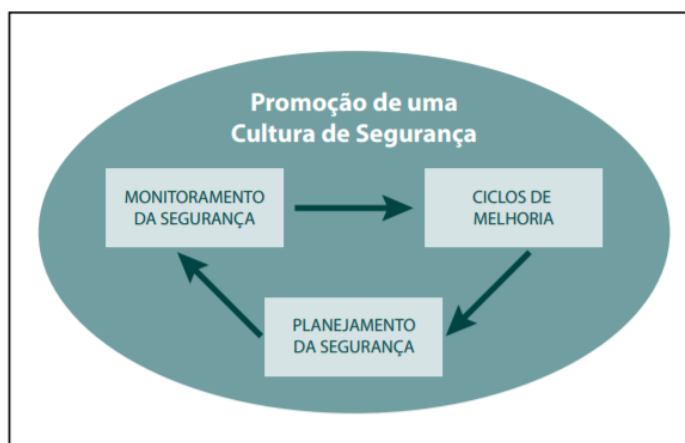 Promoção de uma
Cultura de Segurança
MONITORAMENTO
DA SEGURANÇA
CICLOS DE
MELHORIA
PLANEJAMENTO
DA SEGURANÇA